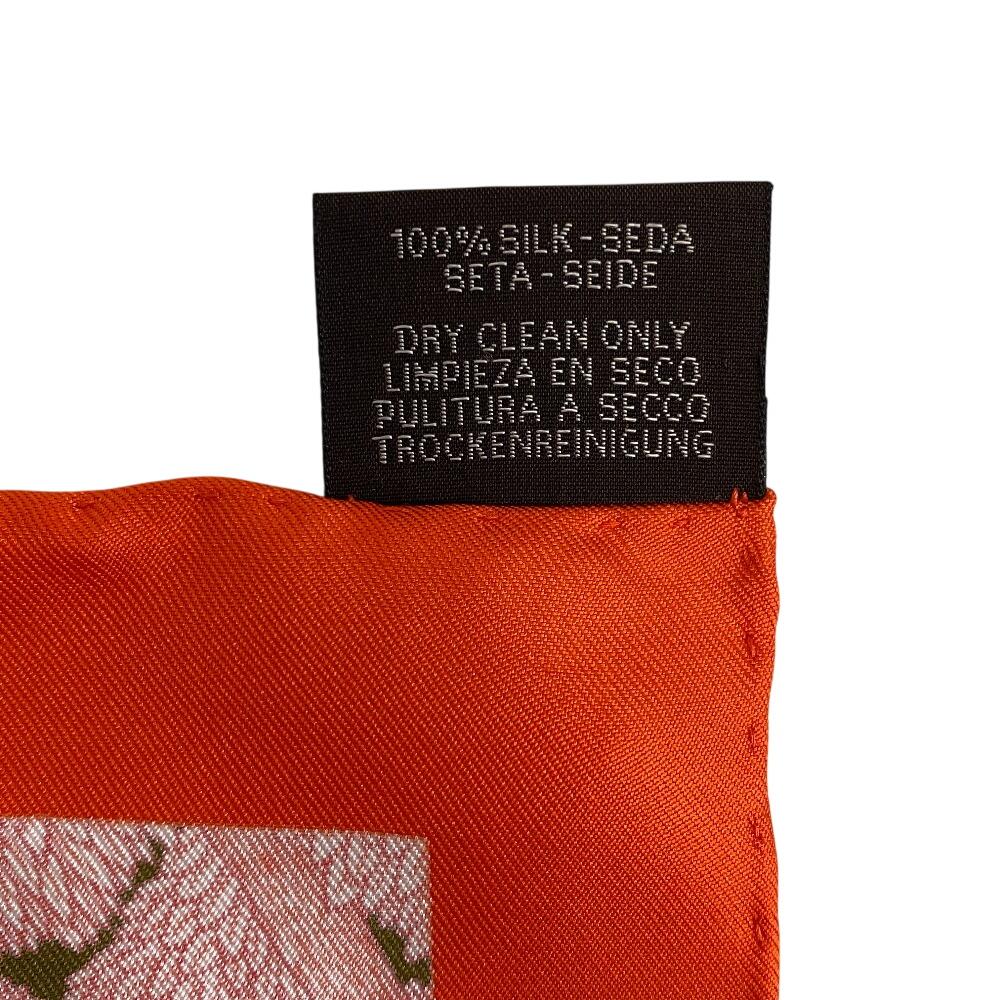 100% SILK - SEDA
SETA - SEIDE
DRY CLEAN ONLY
LIMPIEZA EN SECO
PULITURA A SECCO
TROCKENREINIGUNG